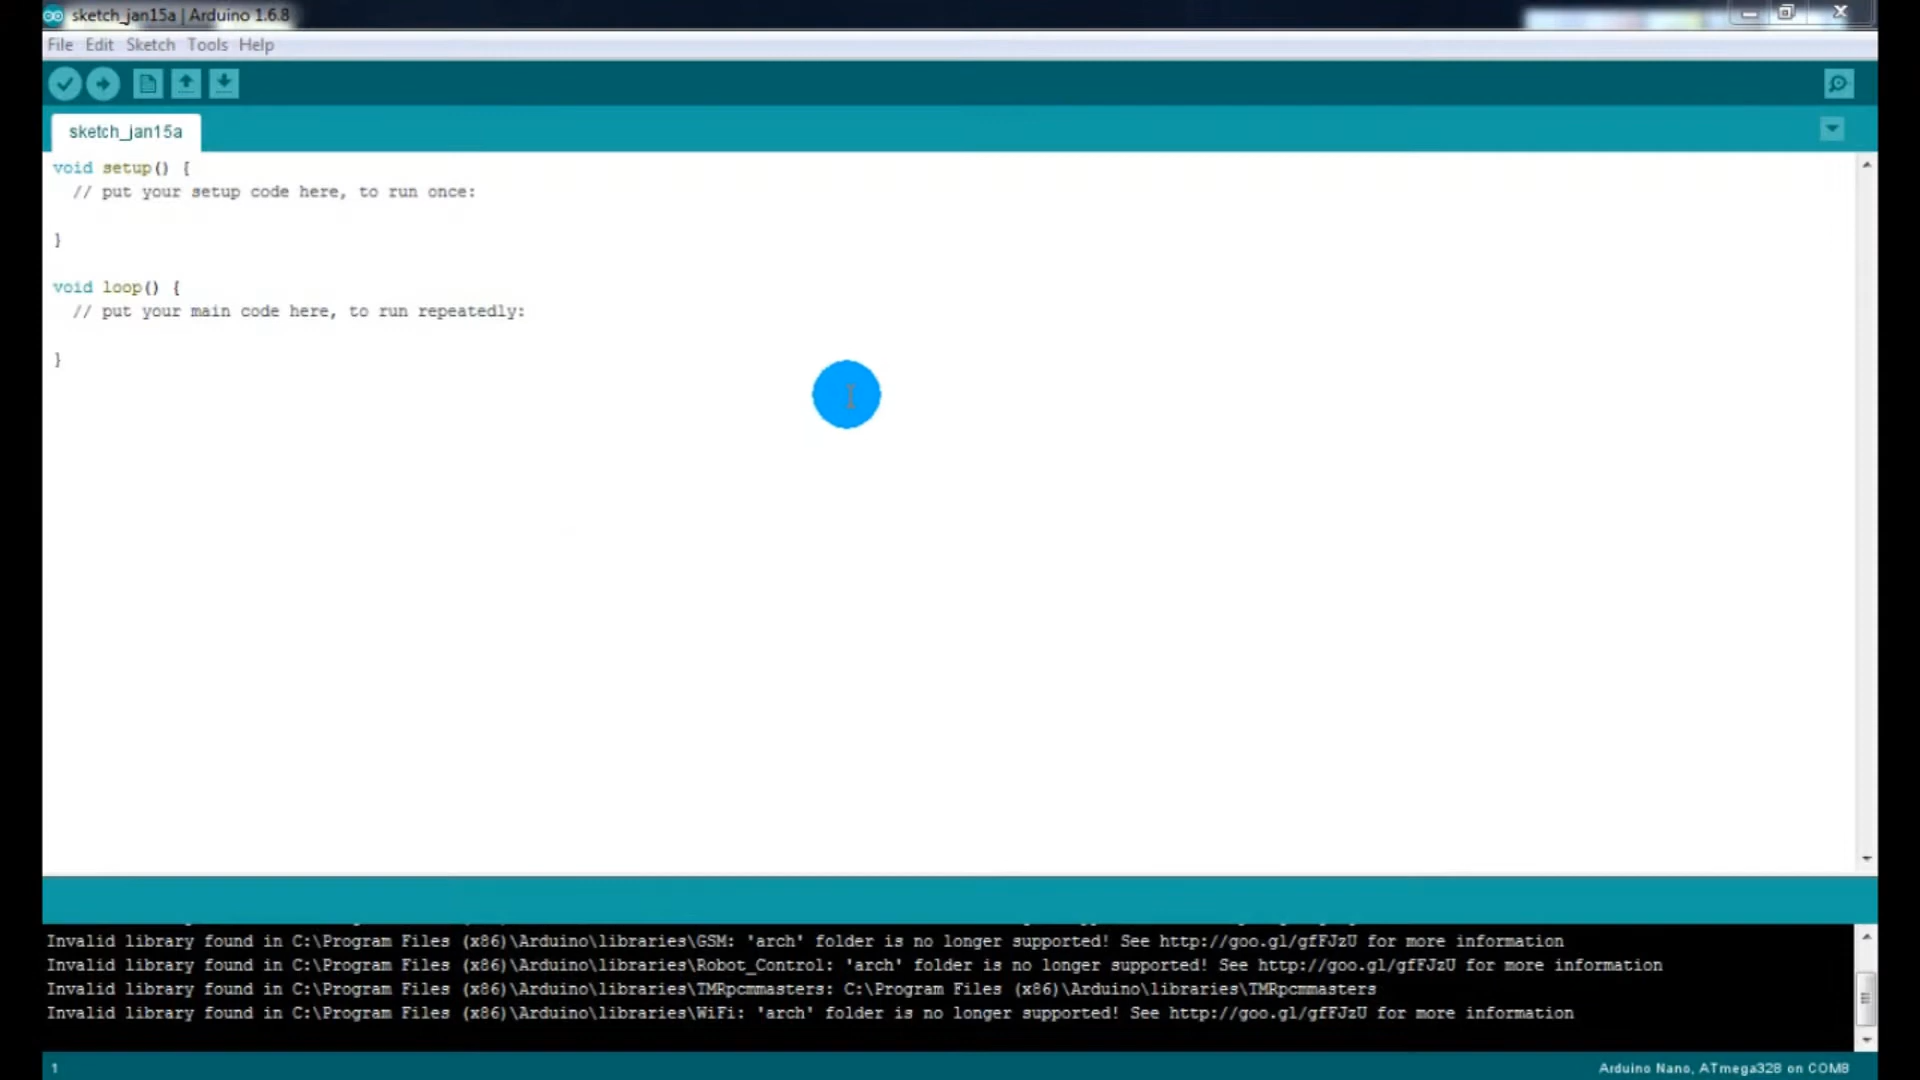 sketch_jan15a | Arduino 1.6.8
File Edit Sketch Tools Help
sketch_jan15a
void setup() {
// put your setup code here, to run once:
}
void loop() {
// put your main code here, to run repeatedly:
}
Invalid library found in C:\Program Files (x86)\Arduino\libraries\GSM: 'arch' folder is no longer supported! See http://goo.gl/gfFJzU for more information
Invalid library found in C:\Program Files (x86)\Arduino\libraries\Robot_Control: 'arch' folder is no longer supported! See http://goo.gl/gfFJzU for more information
Invalid library found in C:\Program Files (x86)\Arduino\libraries\TMRpcmmasters: C:\Program Files (x86)\Arduino\libraries\TMRpcmmasters
Invalid library found in C:\Program Files (x86)\Arduino\libraries\WiFi: 'arch' folder is no longer supported! See http://goo.gl/gfFJzU for more information
1
Arduino Nano, ATmega328 on COM8